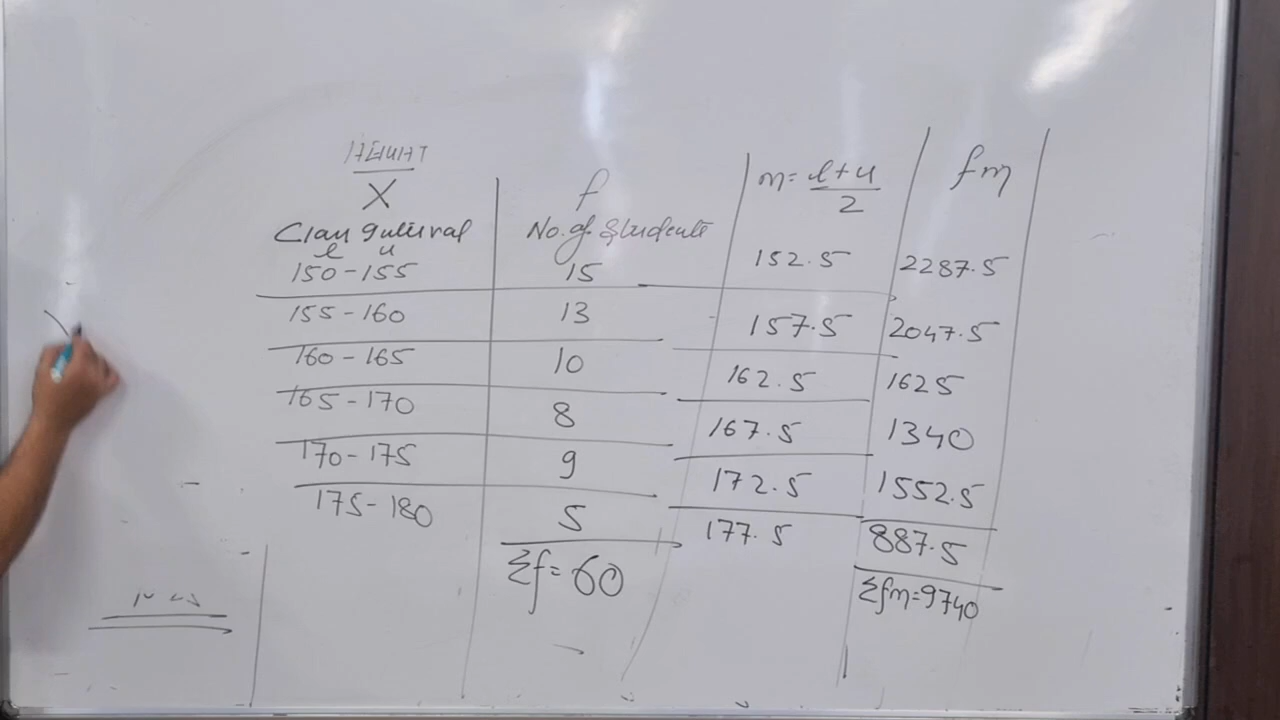 HEIGHT
X f m = l+u/2 fm
Class Interval No. of Students
l u
150 - 155 15 152.5 2287.5
155 - 160 13 157.5 2047.5
160 - 165 10 162.5 1625
165 - 170 8 167.5 1340
170 - 175 9 172.5 1552.5
175 - 180 5 177.5 887.5
Σf = 60 Σfm = 9740